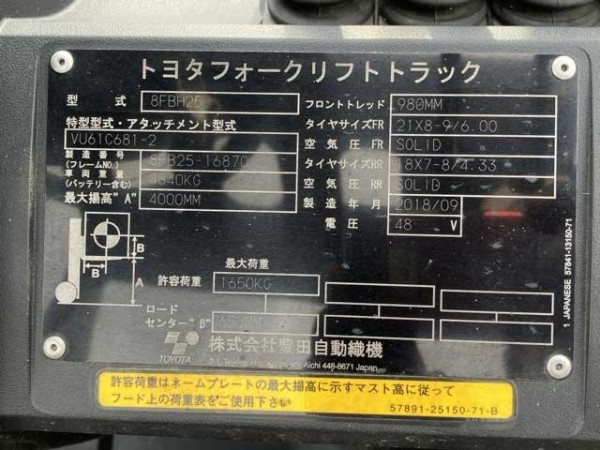 トヨタフォークリフトトラック
型 式 8FBH25
特型型式・アタッチメント型式
VU61C681-2
製造番号
(フレームNO.) 8FB25-16870
車両重量
(バッテリー含む) 4540KG
最大揚高"A" 4000MM
フロントトレッド 980MM
タイヤサイズFR 21X8-9/6.00
空気圧FR SOLID
タイヤサイズRR 18X7-8/4.33
空気圧RR SOLID
製造年月 2018/09
電圧 48 V
B
B
A
最大荷重
許容荷重 1650KG
ロード
センター"B"
TOYOTA
株式会社豊田自動織機
Aichi 448-8671 Japan
許容荷重はネームプレートの最大揚高に示すマスト高に従って
フード上の荷重表をご使用下さい
57891-25150-71-B
1 JAPANESE 57841-13150-71